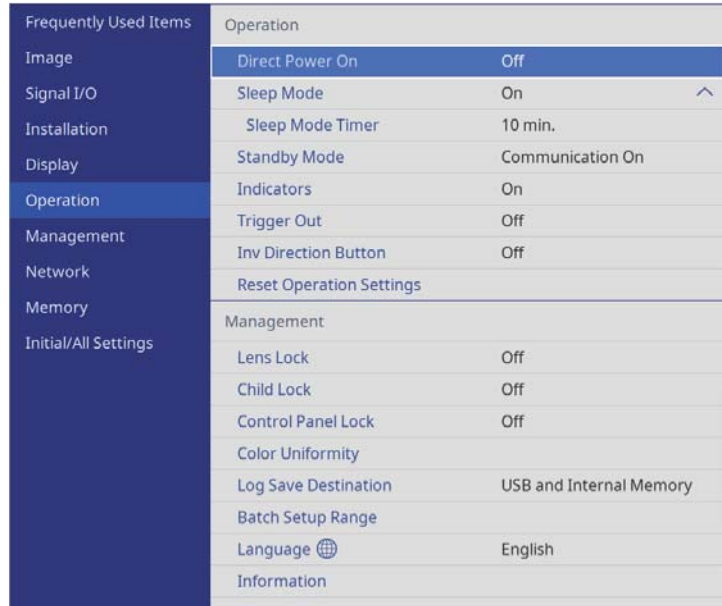 Frequently Used Items
Image
Signal I/O
Installation
Display
Operation
Management
Network
Memory
Initial/All Settings
Operation
Direct Power On Off
Sleep Mode On
Sleep Mode Timer 10 min.
Standby Mode Communication On
Indicators On
Trigger Out Off
Inv Direction Button Off
Reset Operation Settings
Management
Lens Lock Off
Child Lock Off
Control Panel Lock Off
Color Uniformity
Log Save Destination USB and Internal Memory
Batch Setup Range
Language English
Information